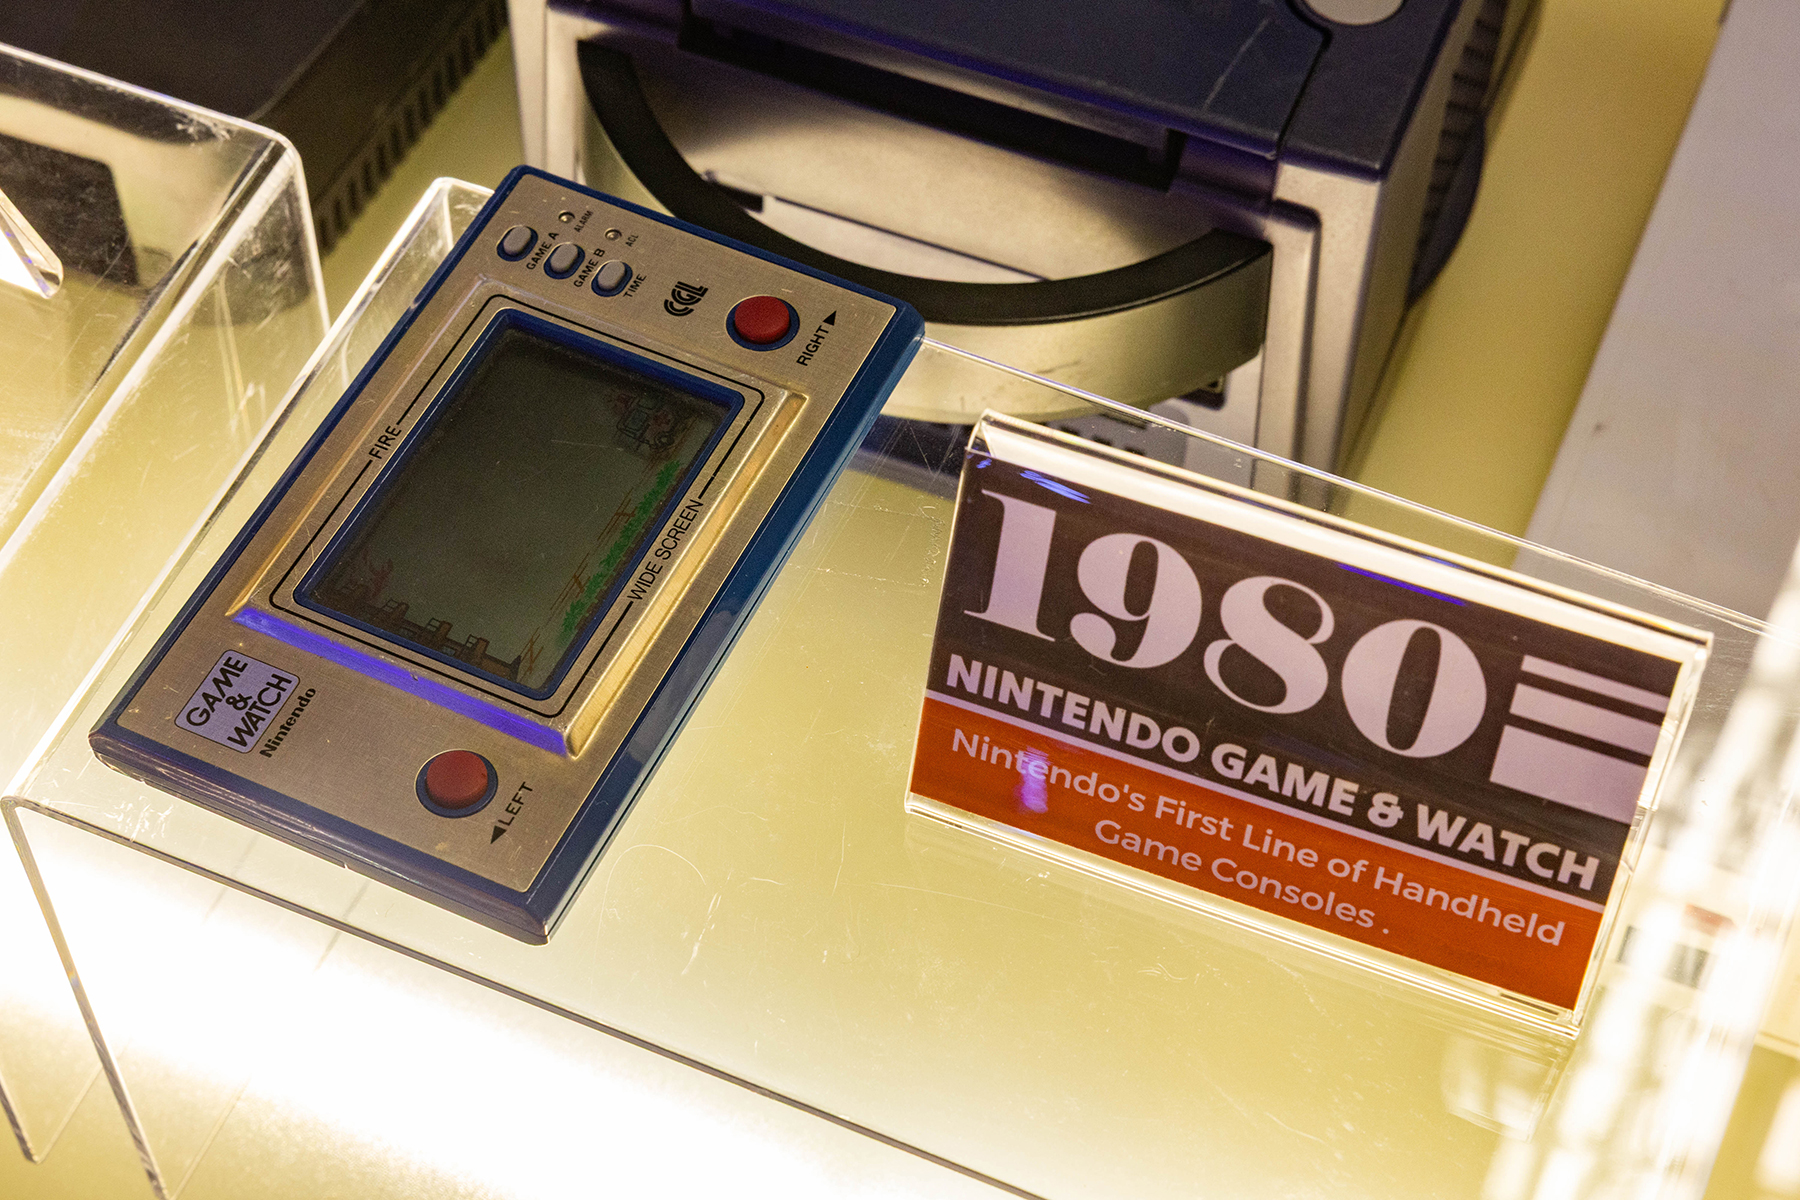 ALARM
ACL
GAME A
GAME B
TIME
CGL
RIGHT
FIRE
WIDE SCREEN
GAME
&
WATCH
Nintendo
LEFT
1980
NINTENDO GAME & WATCH
Nintendo's First Line of Handheld
Game Consoles .